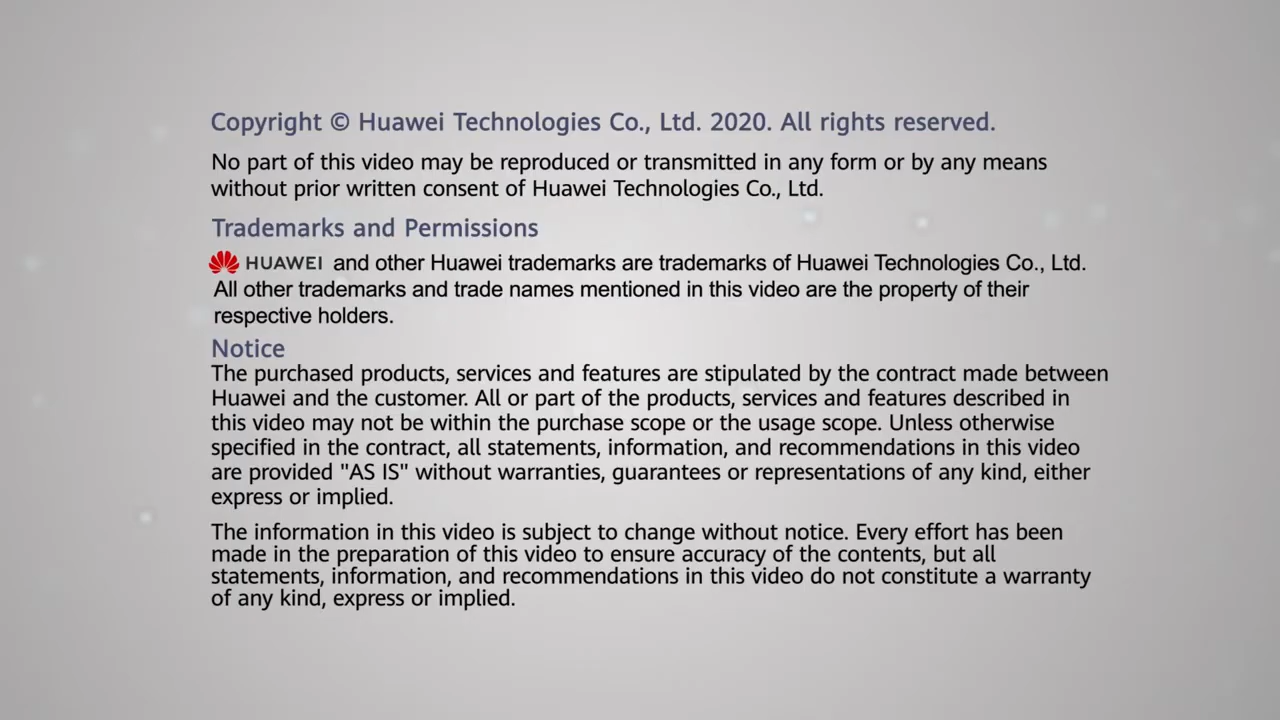 Copyright © Huawei Technologies Co., Ltd. 2020. All rights reserved.
No part of this video may be reproduced or transmitted in any form or by any means
without prior written consent of Huawei Technologies Co., Ltd.
Trademarks and Permissions
HUAWEI and other Huawei trademarks are trademarks of Huawei Technologies Co., Ltd.
All other trademarks and trade names mentioned in this video are the property of their
respective holders.
Notice
The purchased products, services and features are stipulated by the contract made between
Huawei and the customer. All or part of the products, services and features described in
this video may not be within the purchase scope or the usage scope. Unless otherwise
specified in the contract, all statements, information, and recommendations in this video
are provided "AS IS" without warranties, guarantees or representations of any kind, either
express or implied.
The information in this video is subject to change without notice. Every effort has been
made in the preparation of this video to ensure accuracy of the contents, but all
statements, information, and recommendations in this video do not constitute a warranty
of any kind, express or implied.